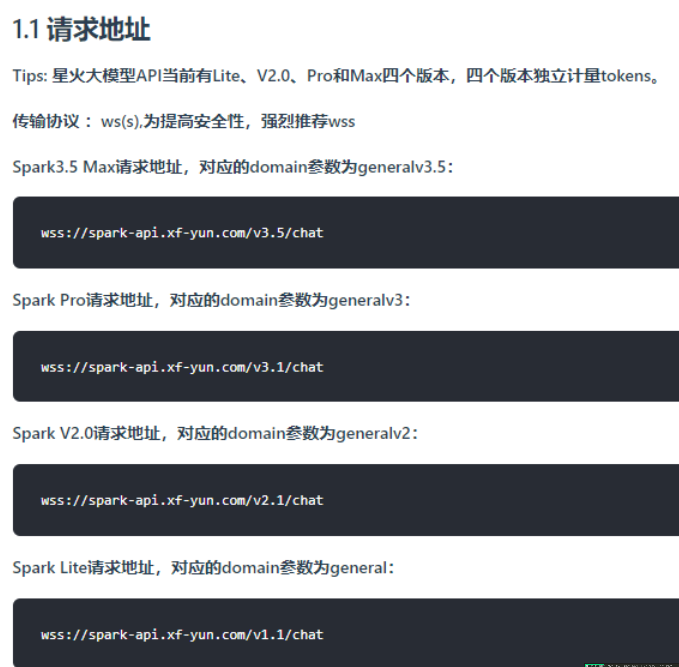 1.1 请求地址
Tips: 星火大模型API当前有Lite、V2.0、Pro和Max四个版本，四个版本独立计量tokens。
传输协议 ：ws(s),为提高安全性，强烈推荐wss
Spark3.5 Max请求地址，对应的domain参数为generalv3.5：
wss://spark-api.xf-yun.com/v3.5/chat
Spark Pro请求地址，对应的domain参数为generalv3：
wss://spark-api.xf-yun.com/v3.1/chat
Spark V2.0请求地址，对应的domain参数为generalv2：
wss://spark-api.xf-yun.com/v2.1/chat
Spark Lite请求地址，对应的domain参数为general：
wss://spark-api.xf-yun.com/v1.1/chat